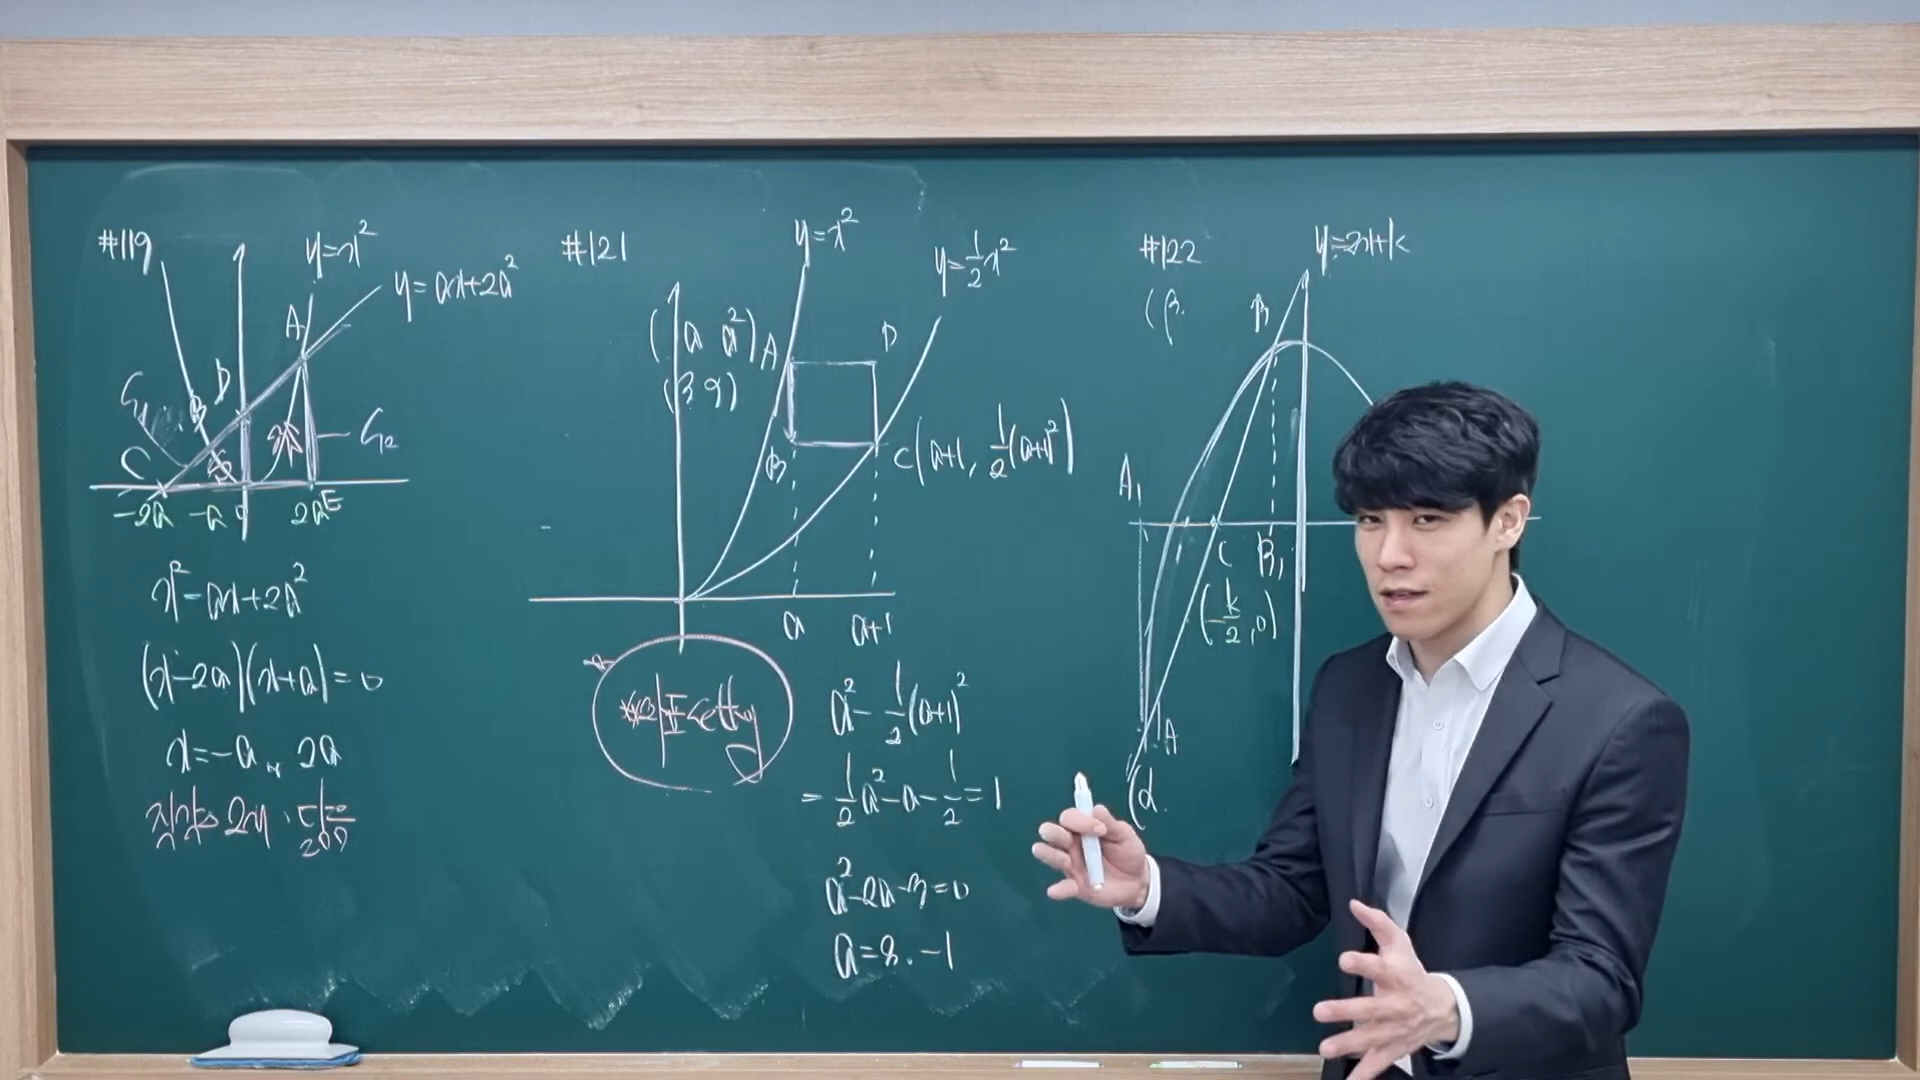 #119
y=x²
y=ax+2a²
A
D
B
C
-2a -a 0 2a E
x²-ax+2a²
(x-2a)(x+a)=0
x=-a, 2a
#121
y=x²
y=½x²
(a a²) A
D
(3 9)
B
C(a+1, ½(a+1)²)
a a+1
a²-½(a+1)²
=½a²-a-½=1
a²-2a-3=0
a=3. -1
#122
y=2x+k
(β.
B
A₁
C B₁
(-k/2, 0)
A
(α.